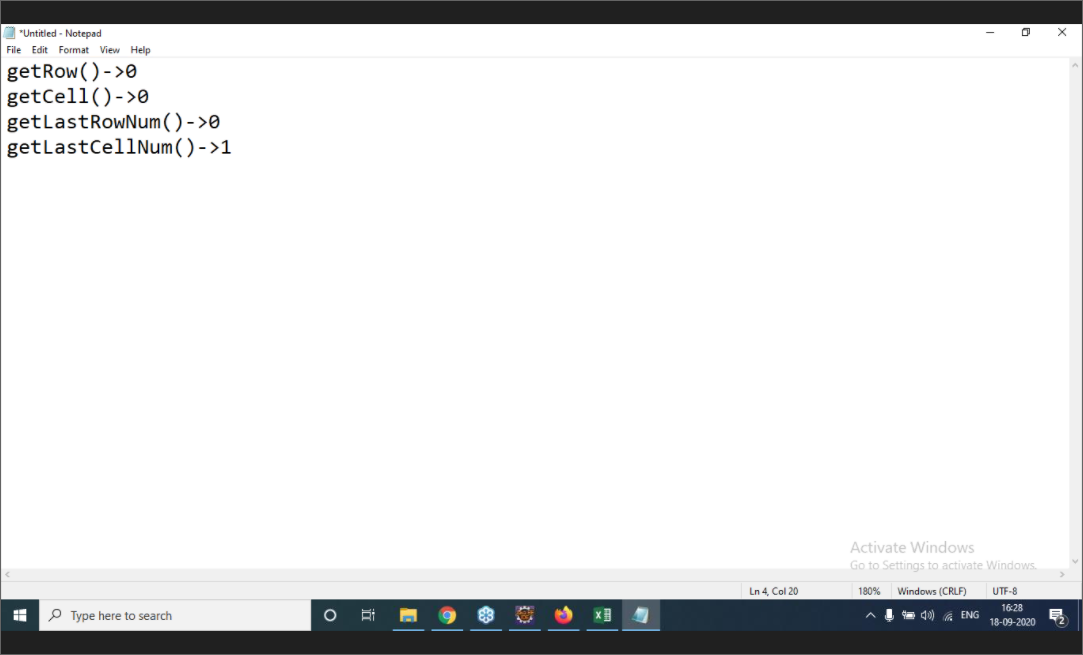 *Untitled - Notepad
File Edit Format View Help
getRow()->0
getCell()->0
getLastRowNum()->0
getLastCellNum()->1
Activate Windows
Go to Settings to activate Windows.
Ln 4, Col 20 180% Windows (CRLF) UTF-8
Type here to search
ENG
16:28
18-09-2020
2